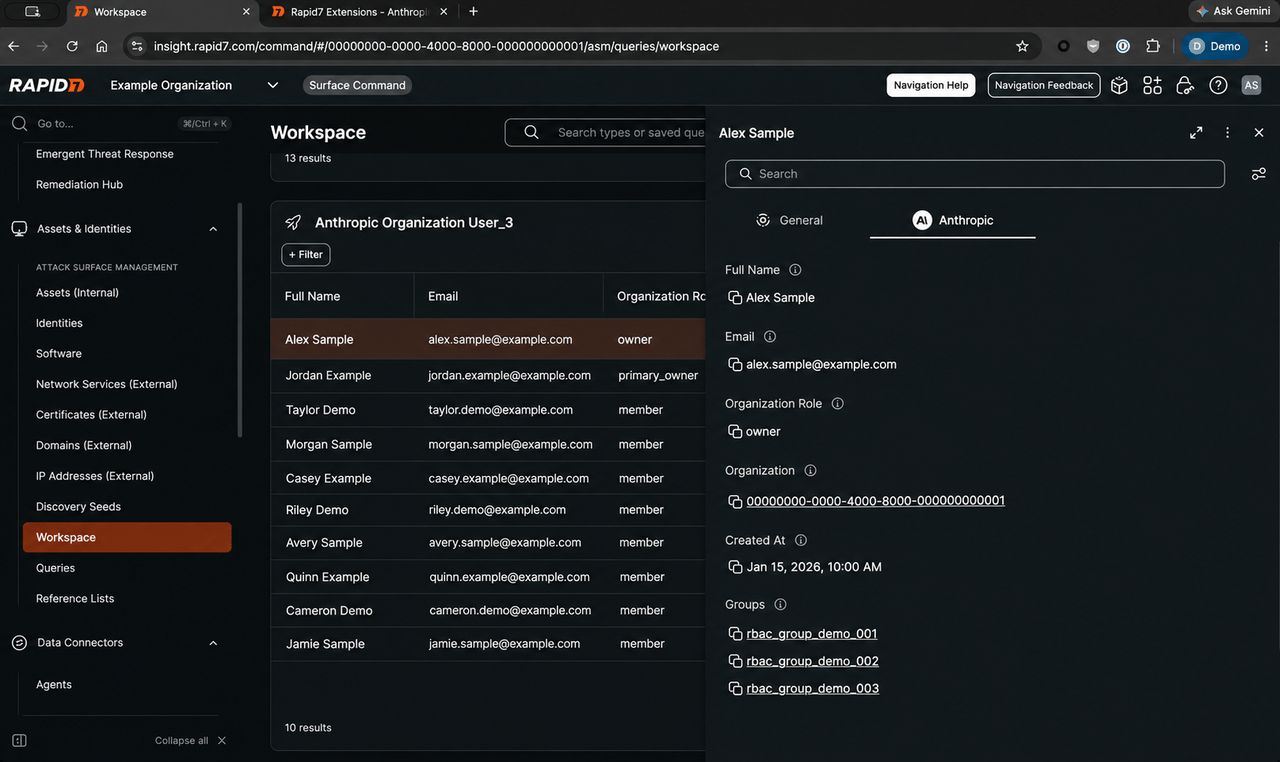 Workspace
Rapid7 Extensions - Anthropi
Ask Gemini
insight.rapid7.com/command/#/00000000-0000-4000-8000-000000000001/asm/queries/workspace
D Demo
RAPID7
Example Organization
Surface Command
Navigation Help
Navigation Feedback
AS
Go to...
⌘/Ctrl + K
Emergent Threat Response
Remediation Hub
Assets & Identities
ATTACK SURFACE MANAGEMENT
Assets (Internal)
Identities
Software
Network Services (External)
Certificates (External)
Domains (External)
IP Addresses (External)
Discovery Seeds
Workspace
Queries
Reference Lists
Data Connectors
Agents
Collapse all
Workspace
Search types or saved que
13 results
Anthropic Organization User_3
+ Filter
Full Name Email Organization Ro
Alex Sample alex.sample@example.com owner
Jordan Example jordan.example@example.com primary_owner
Taylor Demo taylor.demo@example.com member
Morgan Sample morgan.sample@example.com member
Casey Example casey.example@example.com member
Riley Demo riley.demo@example.com member
Avery Sample avery.sample@example.com member
Quinn Example quinn.example@example.com member
Cameron Demo cameron.demo@example.com member
Jamie Sample jamie.sample@example.com member
10 results
Alex Sample
Search
General
AI Anthropic
Full Name
Alex Sample
Email
alex.sample@example.com
Organization Role
owner
Organization
00000000-0000-4000-8000-000000000001
Created At
Jan 15, 2026, 10:00 AM
Groups
rbac_group_demo_001
rbac_group_demo_002
rbac_group_demo_003